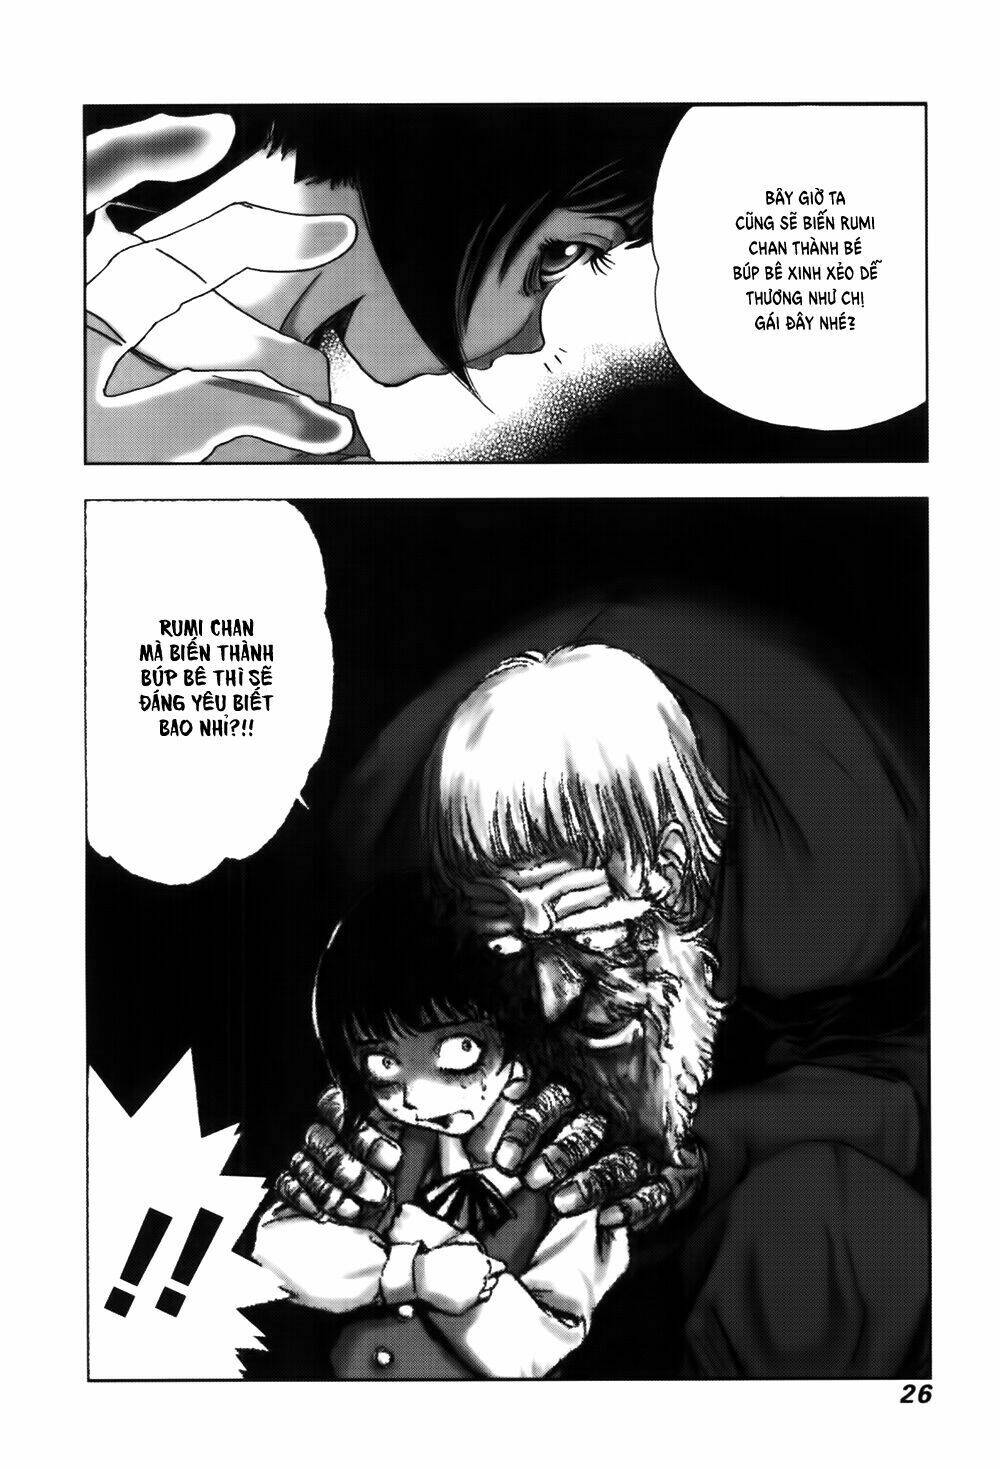 BÂY GIỜ TA
CŨNG SẼ BIẾN RUMI
CHAN THÀNH BÉ
BÚP BÊ XINH XẺO DỄ
THƯƠNG NHƯ CHỊ
GÁI ĐÂY NHÉ?
RUMI CHAN
MÀ BIẾN THÀNH
BÚP BÊ THÌ SẼ
ĐÁNG YÊU BIẾT
BAO NHỈ?!!
!!
26